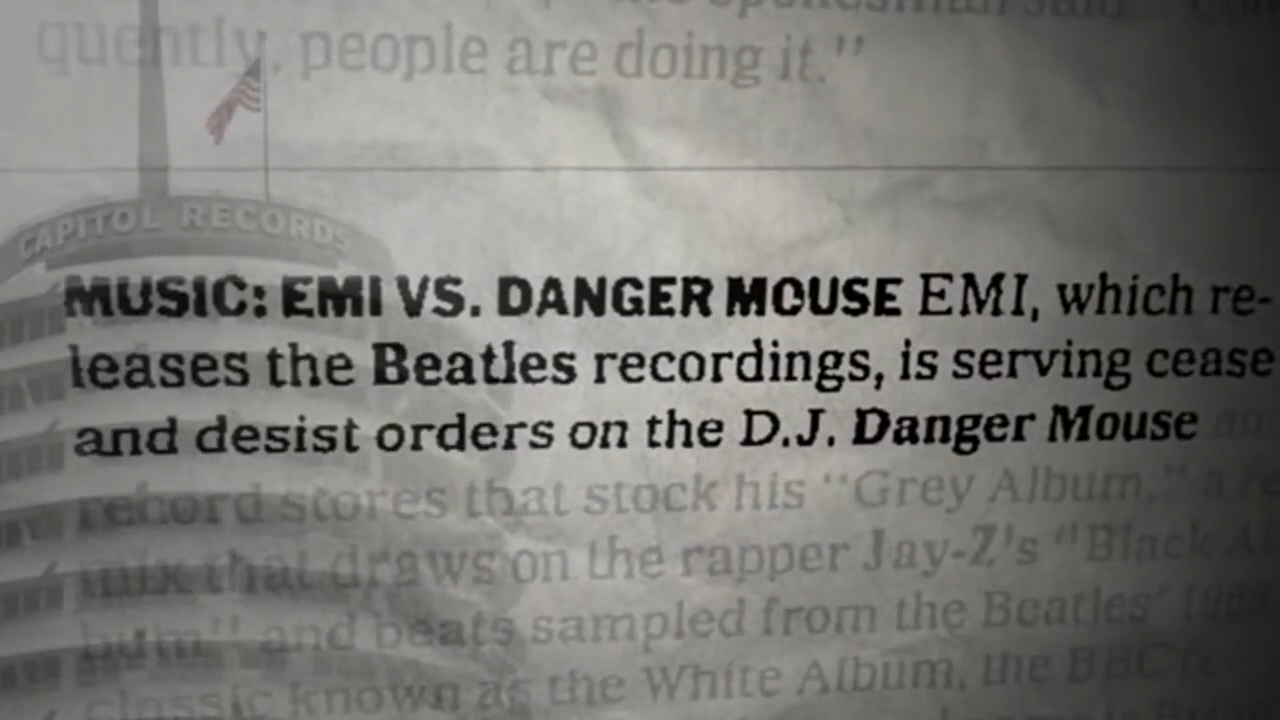 quently, people are doing it."
CAPITOL RECORDS
MUSIC: EMI VS. DANGER MOUSE EMI, which re-
leases the Beatles recordings, is serving cease
and desist orders on the D.J. Danger Mouse
record stores that stock his "Grey Album," a
mix that draws on the rapper Jay-Z's "Black
bum" and beats sampled from the Beatles'
classic known as the White Album, the BBC